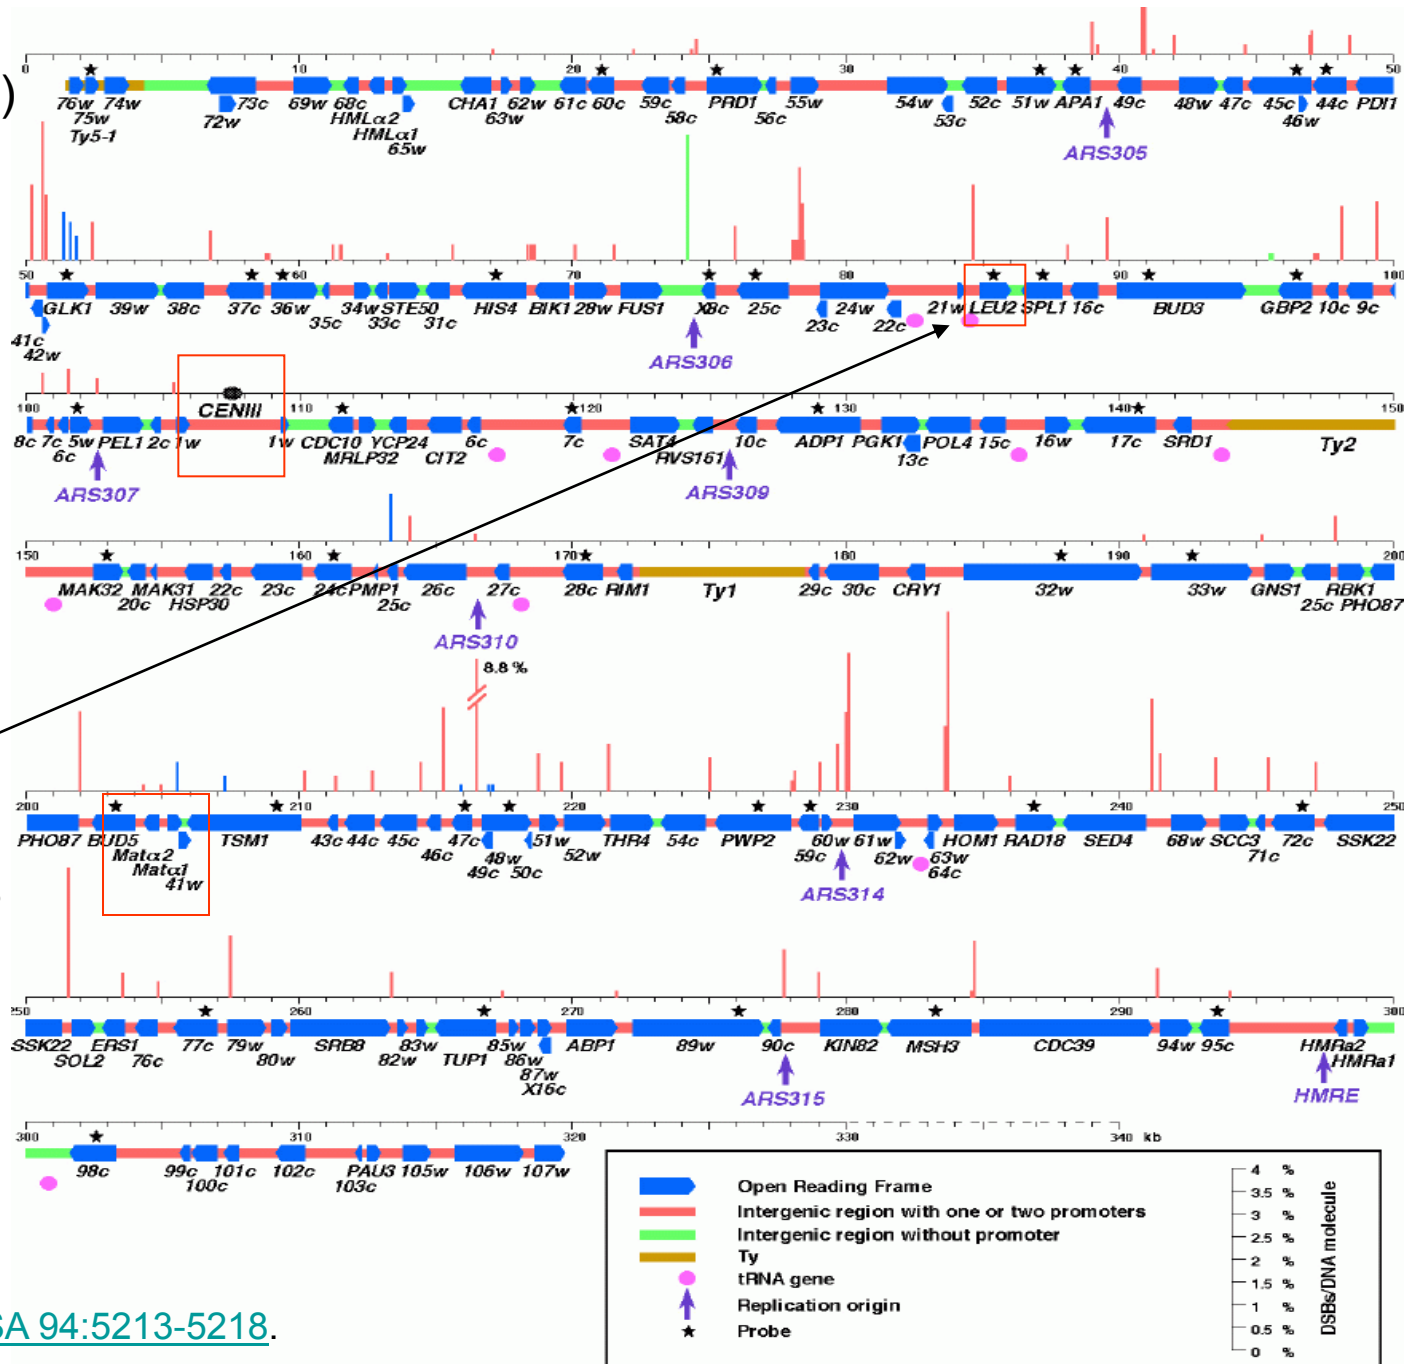 )
0 10 20 30 40 50
76w 74w 73c 69w 68c CHA1 62w 61c 60c 59c PRD1 55w 54w 52c 51w APA1 49c 48w 47c 45c 44c PDI1
75w 72w HMLα2 63w 58c 56c 53c 46w
Ty5-1 HMLα1
65w
ARS305
50 60 70 80 90 100
GLK1 39w 38c 37c 36w 34w STE50 HIS4 BIK1 28w FUS1 X8c 25c 24w 21w LEU2 SPL1 16c BUD3 GBP2 10c 9c
41c 35c 33c 31c 23c 22c
42w
ARS306
100 110 120 130 140 150
CENIII
8c 7c 5w PEL1 2c 1w 1w CDC10 YCP24 6c 7c SAT4 10c ADP1 PGK1 POL4 15c 16w 17c SRD1 Ty2
6c MRLP32 CIT2 RVS161 13c
ARS307 ARS309
150 160 170 180 190 200
MAK32 MAK31 22c 23c 24c PMP1 26c 27c 28c RIM1 Ty1 29c 30c CRY1 32w 33w GNS1 RBK1
20c HSP30 25c 25c PHO87
ARS310
8.8 %
200 210 220 230 240 250
PHO87 BUD5 TSM1 43c 44c 45c 47c 51w THR4 54c PWP2 60w 61w HOM1 RAD18 SED4 68w SCC3 72c SSK22
Matα2 46c 48w 52w 59c 62w 63w 71c
Matα1 49c 50c 64c
41w
ARS314
250 260 270 280 290 300
SSK22 ERS1 77c 79w SRB8 83w 85w ABP1 89w 90c KIN82 MSH3 CDC39 94w 95c HMRa2
SOL2 76c 80w 82w TUP1 86w HMRa1
87w
X16c
ARS315 HMRE
300 310 320 330 340 kb
98c 99c 101c 102c PAU3 105w 106w 107w
100c 103c
Open Reading Frame
Intergenic region with one or two promoters
Intergenic region without promoter
Ty
tRNA gene
Replication origin
Probe
4 %
3.5 %
3 %
2.5 %
2 %
1.5 %
1 %
0.5 %
0 %
DSBs/DNA molecule
SA 94:5213-5218.